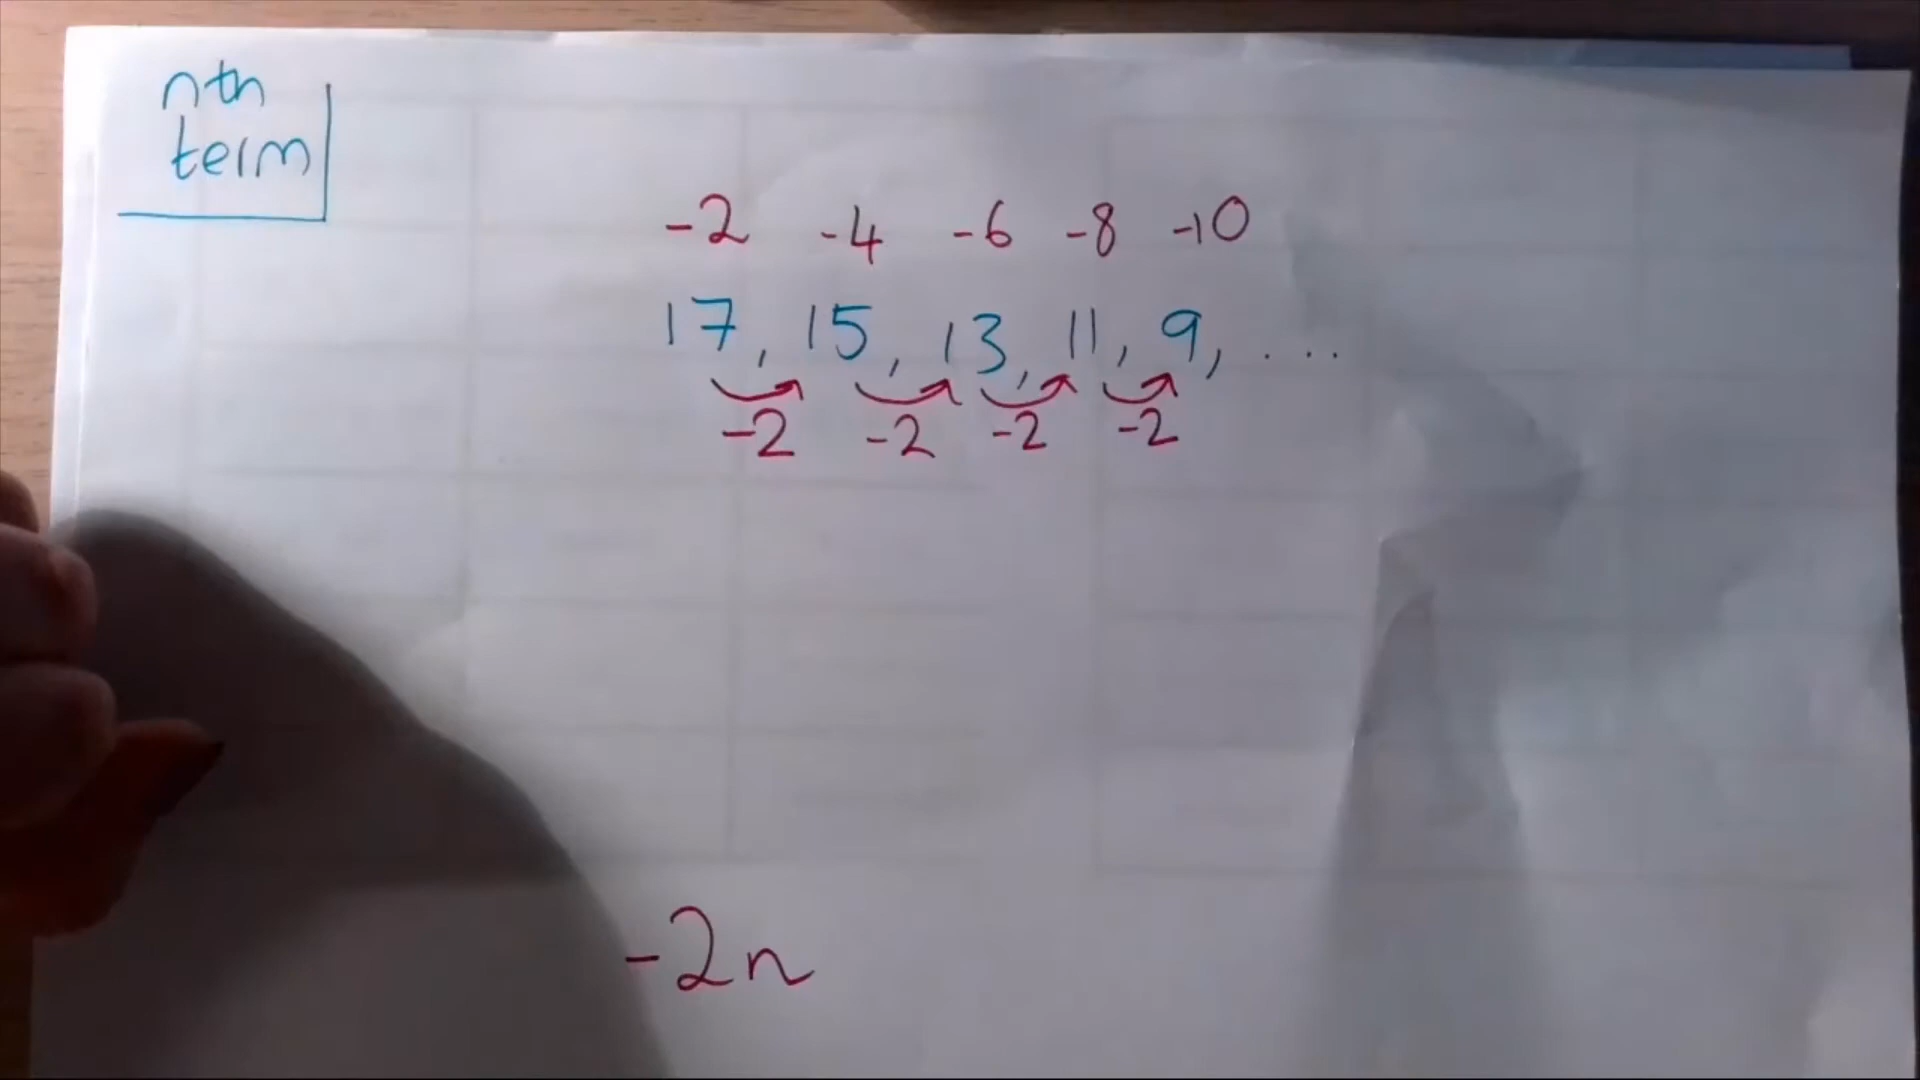 nth
term
-2 -4 -6 -8 -10
17, 15, 13, 11, 9, ....
-2 -2 -2 -2
-2n